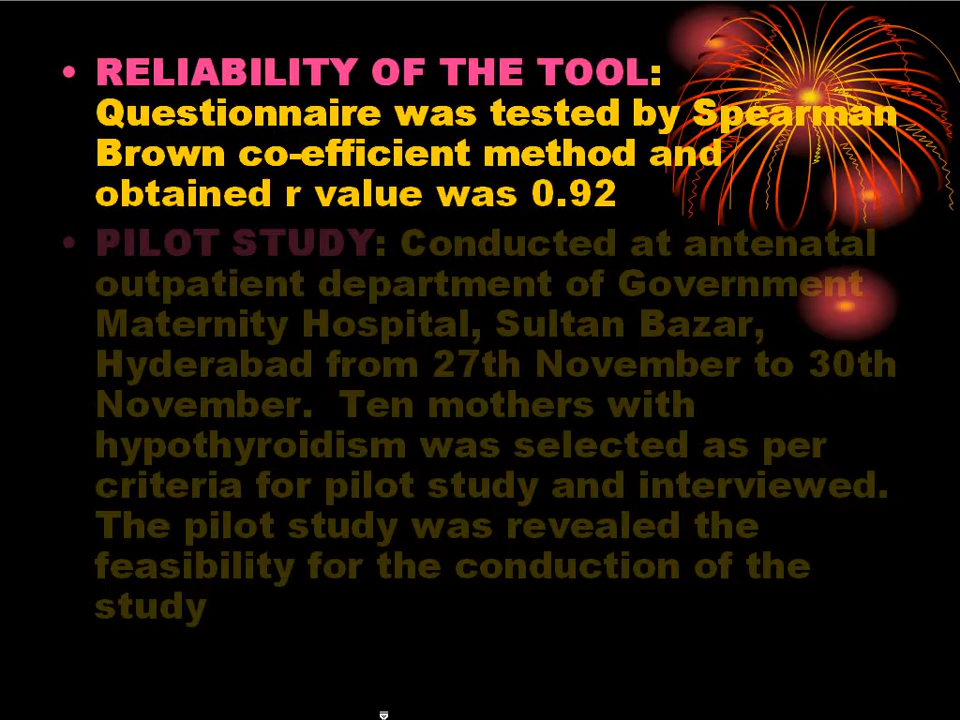 • RELIABILITY OF THE TOOL:
Questionnaire was tested by Spearman
Brown co-efficient method and
obtained r value was 0.92
• PILOT STUDY: Conducted at antenatal
outpatient department of Government
Maternity Hospital, Sultan Bazar,
Hyderabad from 27th November to 30th
November.  Ten mothers with
hypothyroidism was selected as per
criteria for pilot study and interviewed.
The pilot study was revealed the
feasibility for the conduction of the
study